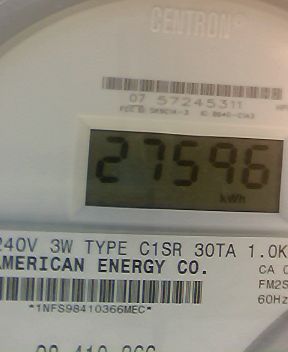 CENTRON®
07 57245311
27596
kWh
240V 3W TYPE C1SR 30TA 1.0K
AMERICAN ENERGY CO.
CA
FM2S
60Hz
*1NFS98410366MEC*